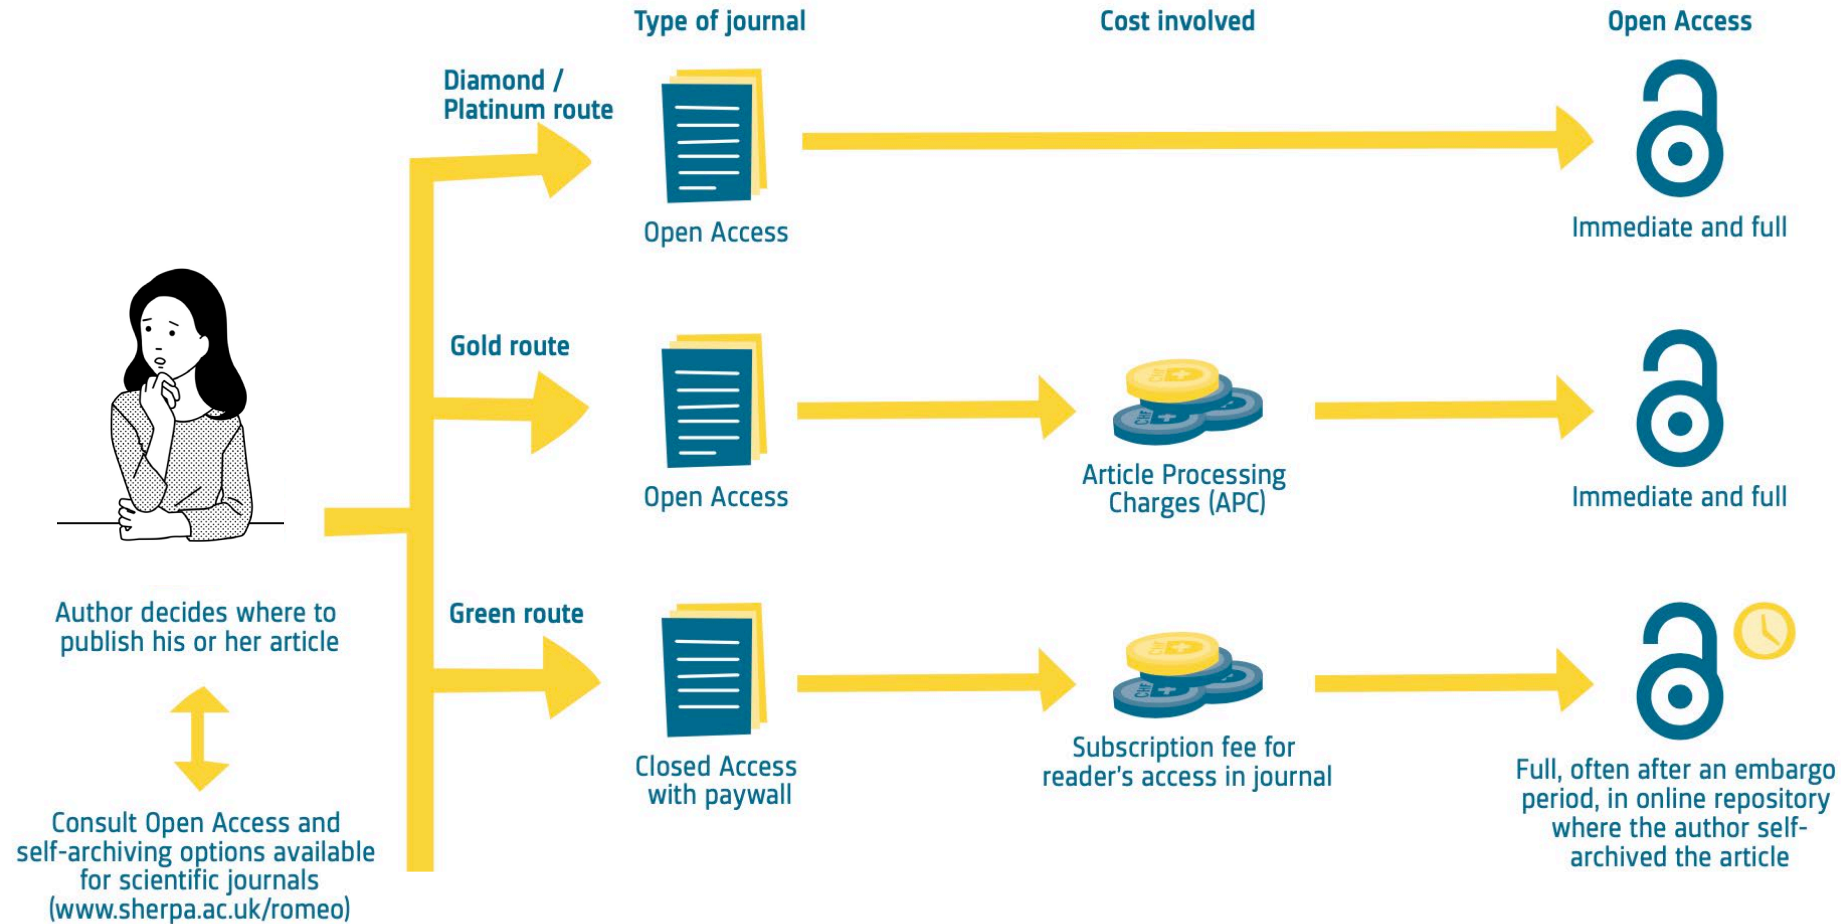 Type of journal
Cost involved
Open Access
Diamond /
Platinum route
Open Access
Immediate and full
Gold route
Open Access
Article Processing
Charges (APC)
Immediate and full
Author decides where to
publish his or her article
Green route
Closed Access
with paywall
Subscription fee for
reader's access in journal
Full, often after an embargo
period, in online repository
where the author self-
archived the article
Consult Open Access and
self-archiving options available
for scientific journals
(www.sherpa.ac.uk/romeo)
CHF
CHF
CHF
CHF